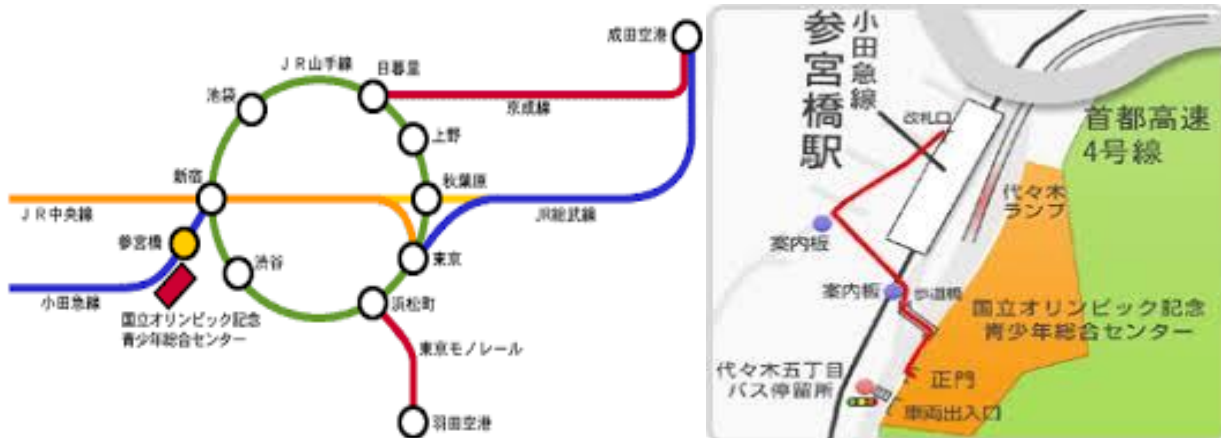 成田空港
JR山手線
日暮里
池袋
京成線
上野
新宿
秋葉原
JR中央線
JR総武線
参宮橋
渋谷
東京
小田急線
浜松町
国立オリンピック記念
青少年総合センター
東京モノレール
羽田空港
参宮橋駅
小田急線
改札口
首都高速
4号線
代々木
ランプ
案内板
案内板
歩道橋
国立オリンピック記念
青少年総合センター
代々木五丁目
バス停留所
正門
車両出入口